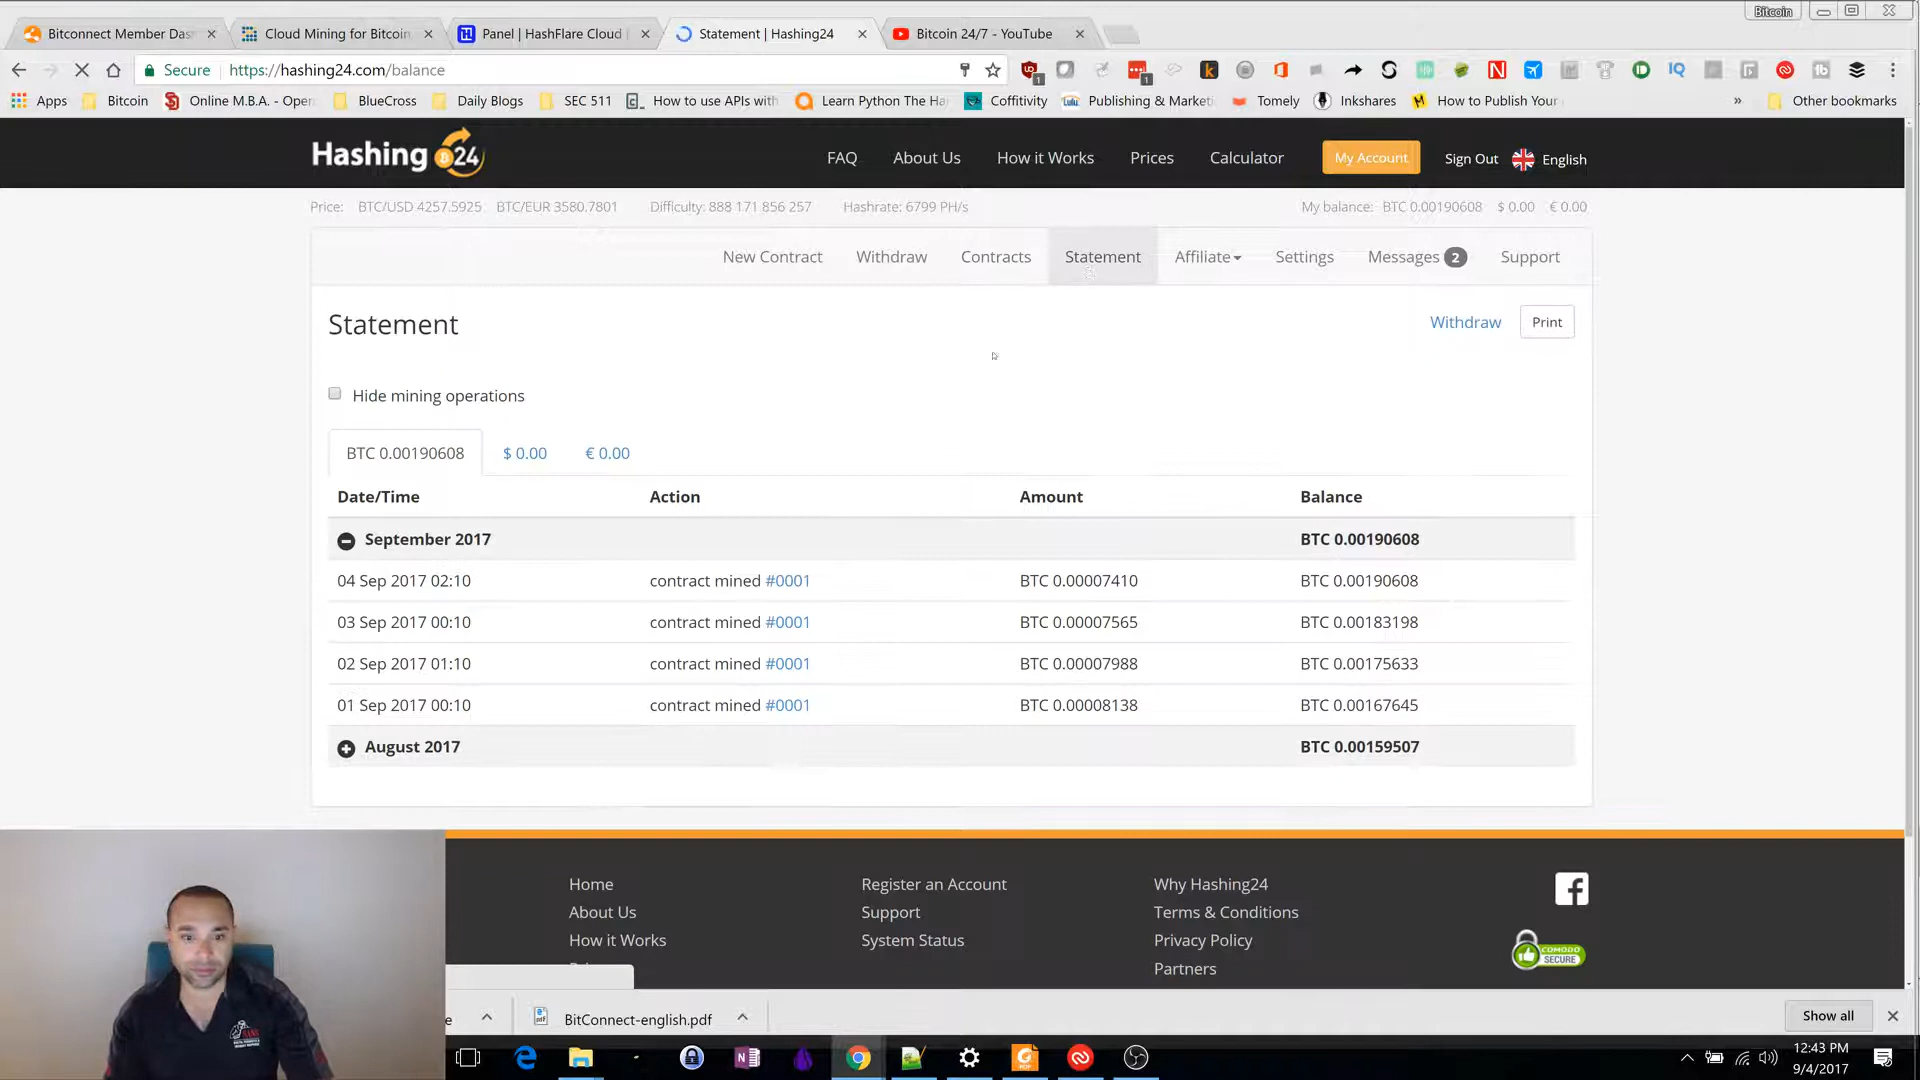 Bitcoin
Bitconnect Member Das
Cloud Mining for Bitcoin
Panel | HashFlare Cloud
Statement | Hashing24
Bitcoin 24/7 - YouTube
Secure
https://hashing24.com/balance
Apps
Bitcoin
Online M.B.A. - Open
BlueCross
Daily Blogs
SEC 511
How to use APIs with
Learn Python The Ha
Coffitivity
Publishing & Marketi
Tomely
Inkshares
How to Publish Your
»
Other bookmarks
Hashing 24
FAQ
About Us
How it Works
Prices
Calculator
My Account
Sign Out
English
Price: BTC/USD 4257.5925 BTC/EUR 3580.7801 Difficulty: 888 171 856 257 Hashrate: 6799 PH/s
My balance: BTC 0.00190608 $ 0.00 € 0.00
New Contract
Withdraw
Contracts
Statement
Affiliate
Settings
Messages 2
Support
Statement
Withdraw
Print
Hide mining operations
BTC 0.00190608
$ 0.00
€ 0.00
Date/Time Action Amount Balance
September 2017 BTC 0.00190608
04 Sep 2017 02:10 contract mined #0001 BTC 0.00007410 BTC 0.00190608
03 Sep 2017 00:10 contract mined #0001 BTC 0.00007565 BTC 0.00183198
02 Sep 2017 01:10 contract mined #0001 BTC 0.00007988 BTC 0.00175633
01 Sep 2017 00:10 contract mined #0001 BTC 0.00008138 BTC 0.00167645
August 2017 BTC 0.00159507
Home
About Us
How it Works
Register an Account
Support
System Status
Why Hashing24
Terms & Conditions
Privacy Policy
Partners
COMODO
SECURE
e
BitConnect-english.pdf
Show all
12:43 PM
9/4/2017